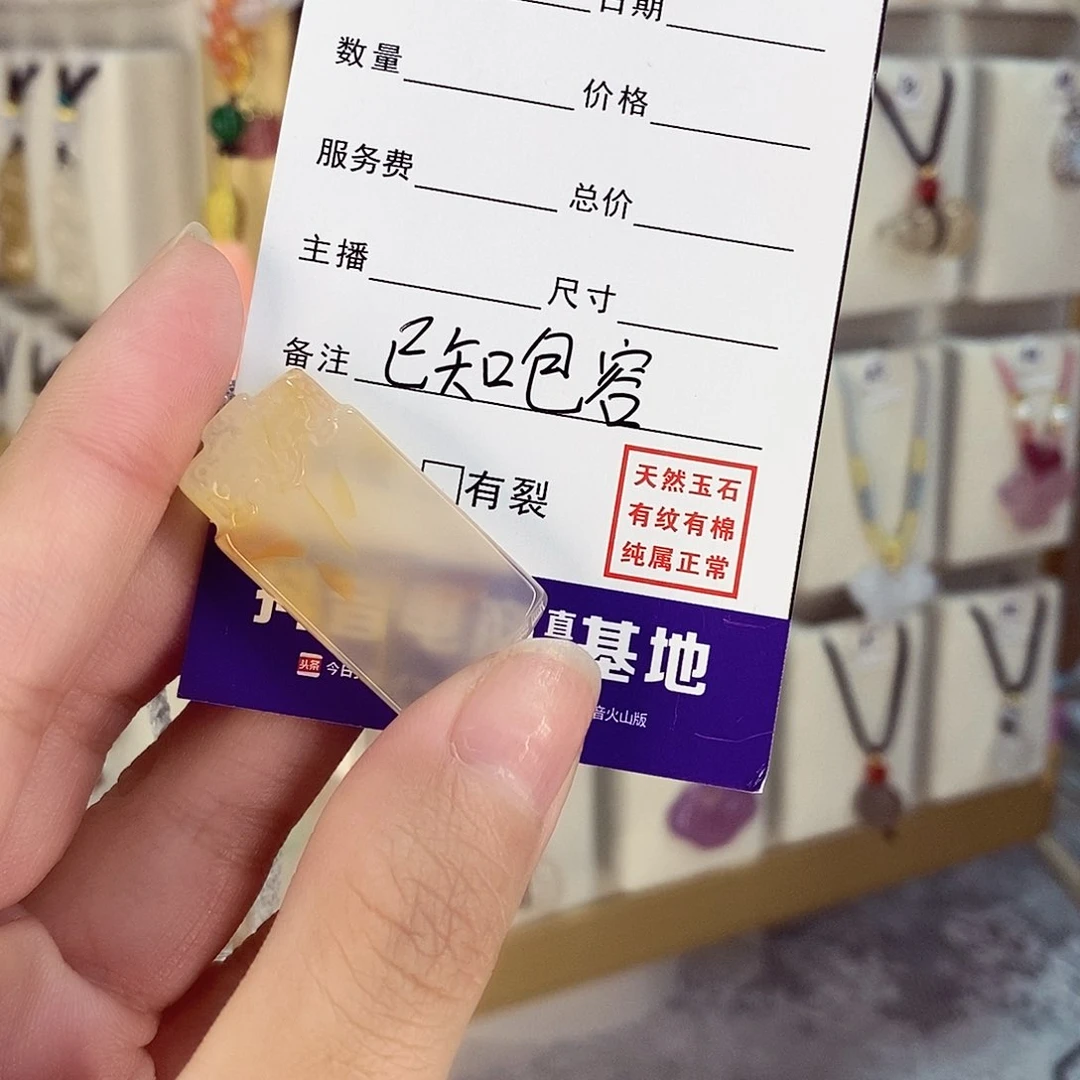 日期
数量 价格
服务费 总价
主播 尺寸
备注 已知包容
有裂
天然玉石
有纹有棉
纯属正常
基地
头条 今日
音火山版